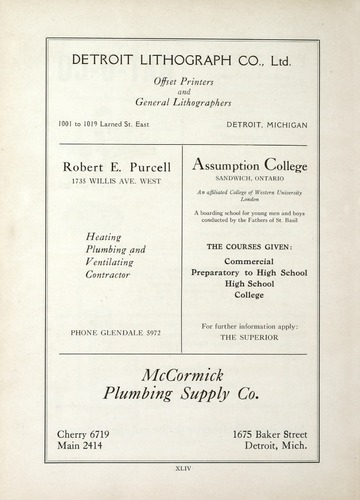 DETROIT LITHOGRAPH CO., Ltd.
Offset Printers
and
General Lithographers
1001 to 1019 Larned St. East
DETROIT, MICHIGAN
Robert E. Purcell
1735 WILLIS AVE. WEST
Heating
Plumbing and
Ventilating
Contractor
PHONE GLENDALE 5972
Assumption College
SANDWICH, ONTARIO
An affiliated College of Western University
London
A boarding school for young men and boys
conducted by the Fathers of St. Basil
THE COURSES GIVEN:
Commercial
Preparatory to High School
High School
College
For further information apply:
THE SUPERIOR
McCormick
Plumbing Supply Co.
Cherry 6719
Main 2414
1675 Baker Street
Detroit, Mich.
XLIV